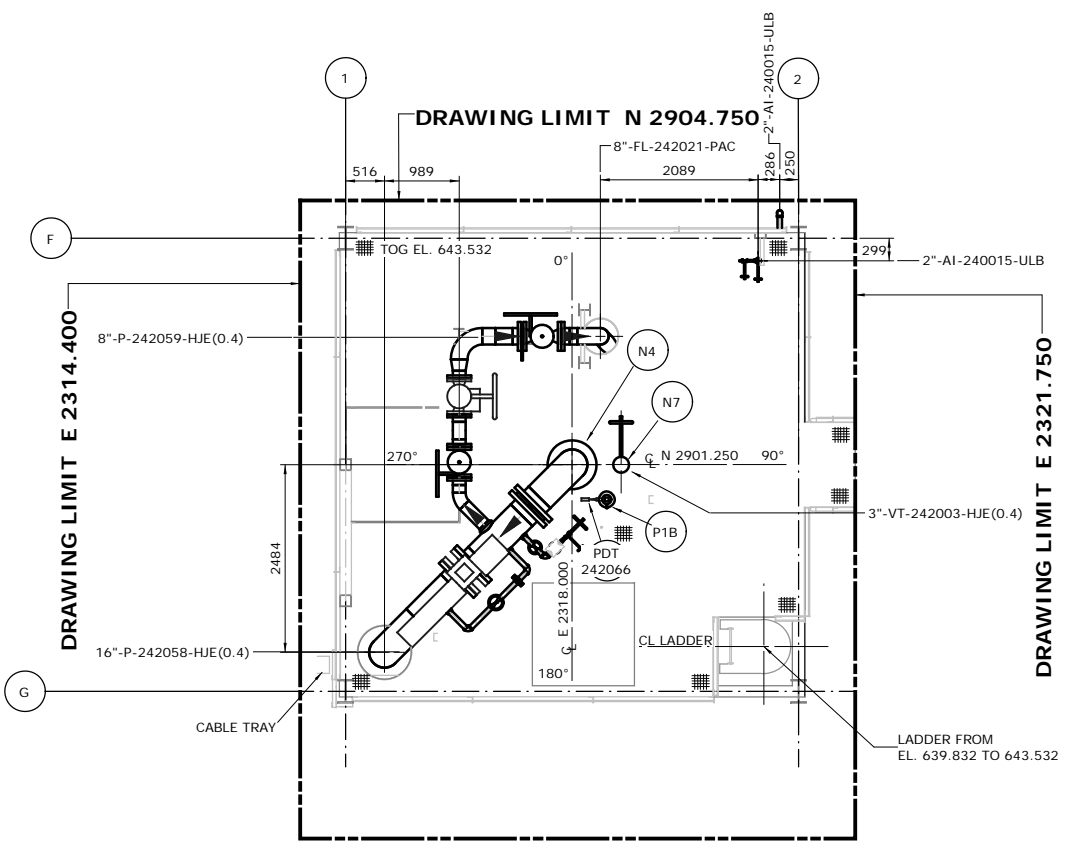 2"-AI-240015-ULB
1
2
DRAWING LIMIT N 2904.750
8"-FL-242021-PAC
516
989
2089
286
250
F
TOG EL. 643.532
299
0°
2"-AI-240015-ULB
DRAWING LIMIT E 2314.400
8"-P-242059-HJE(0.4)
N4
N7
DRAWING LIMIT E 2321.750
270°
N 2901.250
90°
3"-VT-242003-HJE(0.4)
P1B
PDT
242066
2484
E 2318.000
16"-P-242058-HJE(0.4)
CL LADDER
180°
G
CABLE TRAY
LADDER FROM
EL. 639.832 TO 643.532